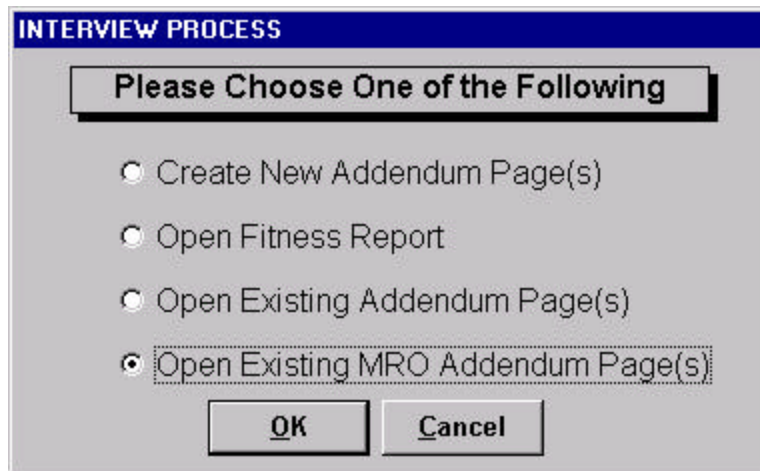 INTERVIEW PROCESS
Please Choose One of the Following
Create New Addendum Page(s)
Open Fitness Report
Open Existing Addendum Page(s)
Open Existing MRO Addendum Page(s)
OK Cancel